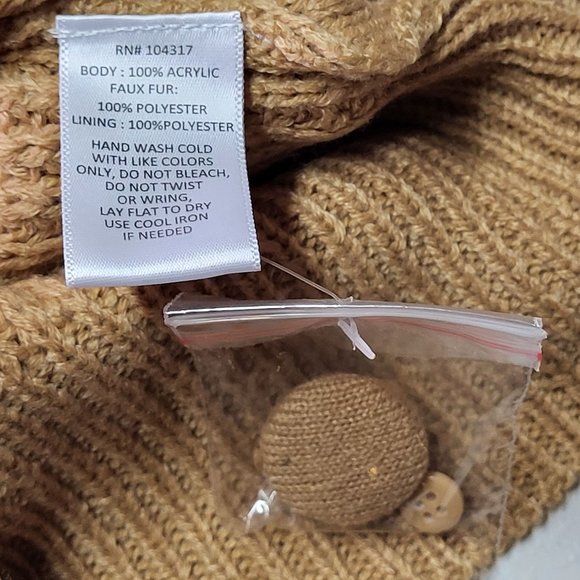 RN# 104317
BODY : 100% ACRYLIC
FAUX FUR:
100% POLYESTER
LINING : 100%POLYESTER
HAND WASH COLD
WITH LIKE COLORS
ONLY, DO NOT BLEACH,
DO NOT TWIST
OR WRING,
LAY FLAT TO DRY
USE COOL IRON
IF NEEDED